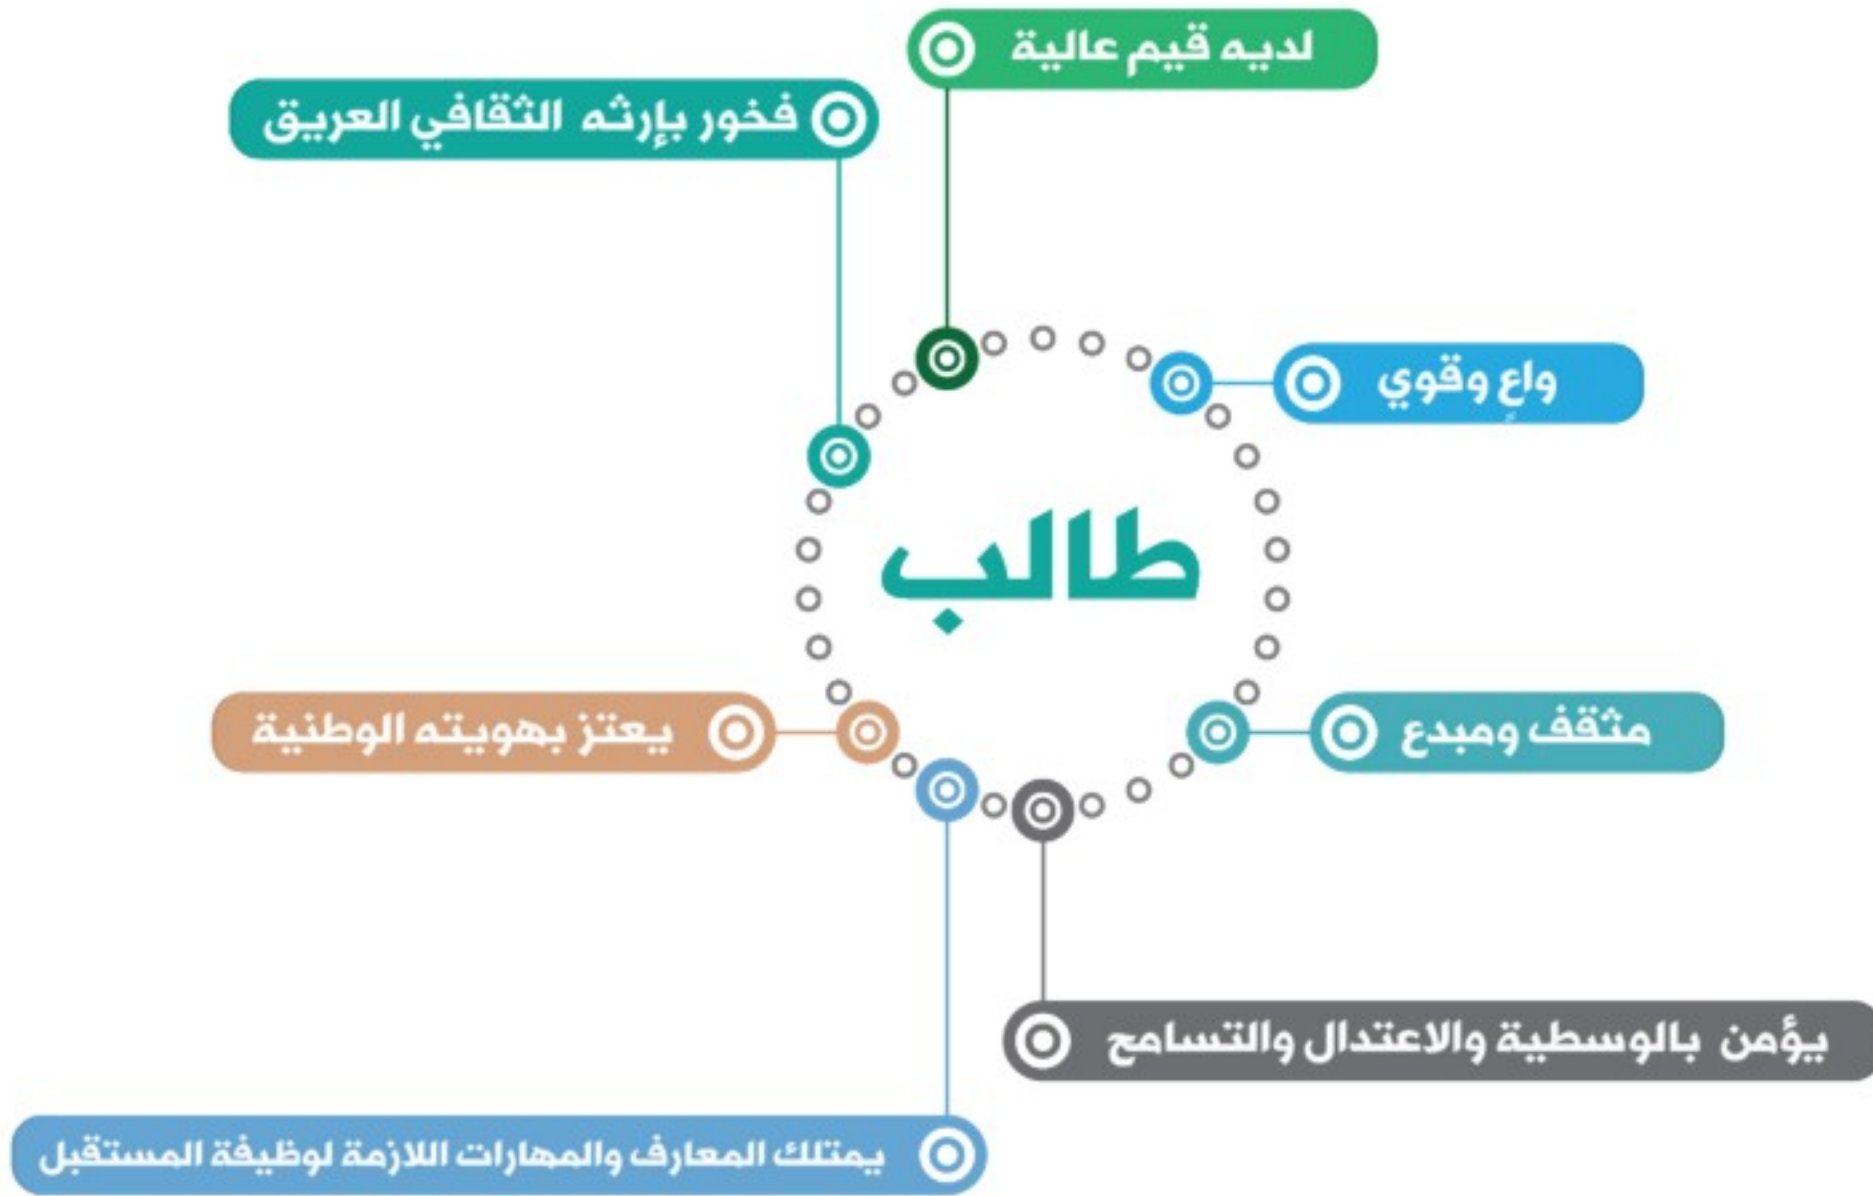 لديه قيم عالية
فخور بإرثه الثقافي العريق
واعٍ وقوي
طالب
يعتز بهويته الوطنية
مثقف ومبدع
يؤمن بالوسطية والاعتدال والتسامح
يمتلك المعارف والمهارات اللازمة لوظيفة المستقبل